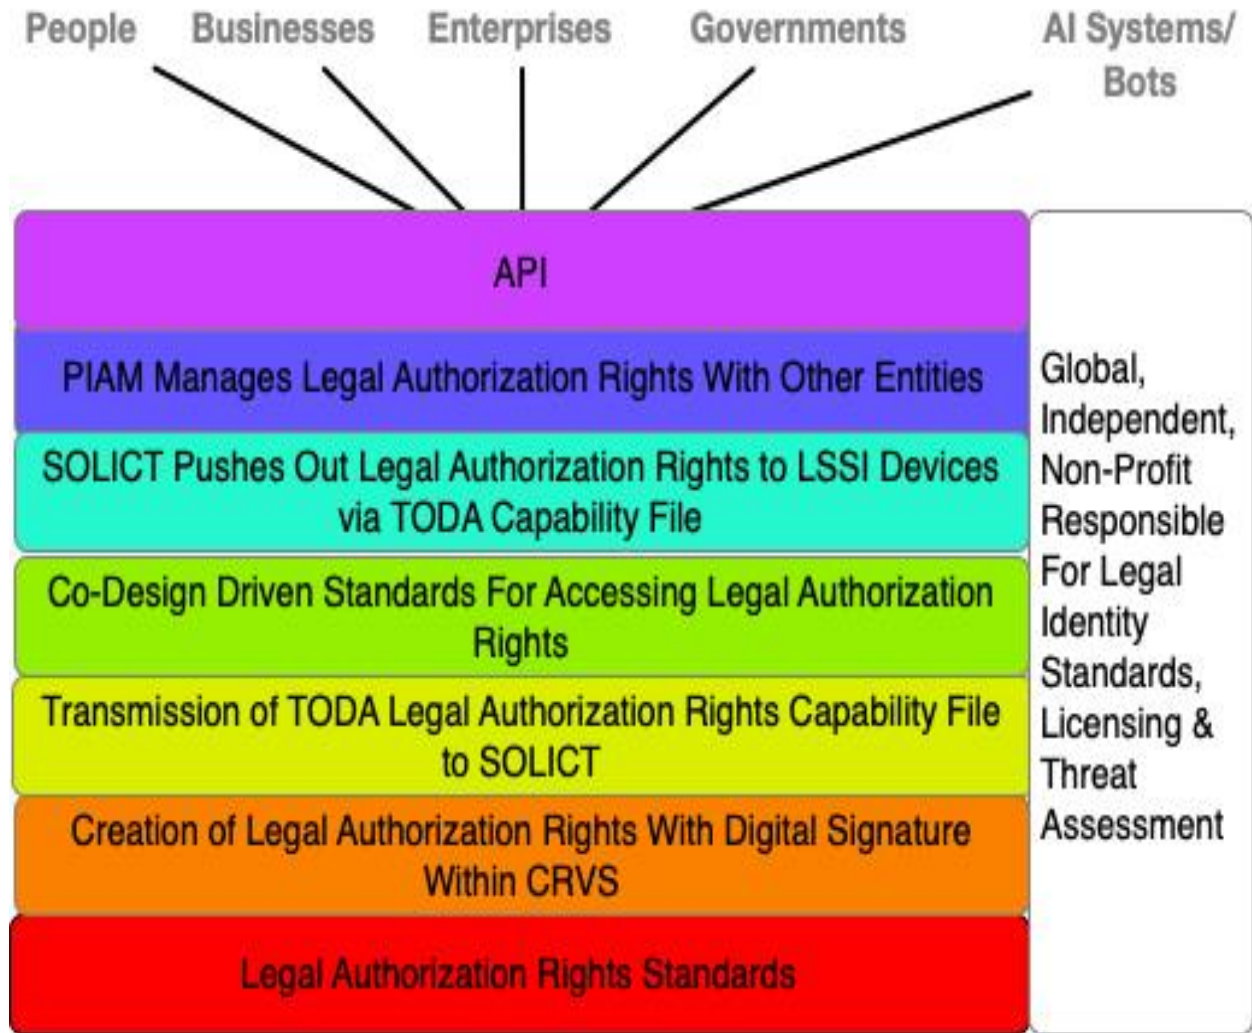 People Businesses Enterprises Governments AI Systems/
Bots
API
PIAM Manages Legal Authorization Rights With Other Entities
SOLICT Pushes Out Legal Authorization Rights to LSSI Devices
via TODA Capability File
Co-Design Driven Standards For Accessing Legal Authorization
Rights
Transmission of TODA Legal Authorization Rights Capability File
to SOLICT
Creation of Legal Authorization Rights With Digital Signature
Within CRVS
Legal Authorization Rights Standards
Global,
Independent,
Non-Profit
Responsible
For Legal
Identity
Standards,
Licensing &
Threat
Assessment